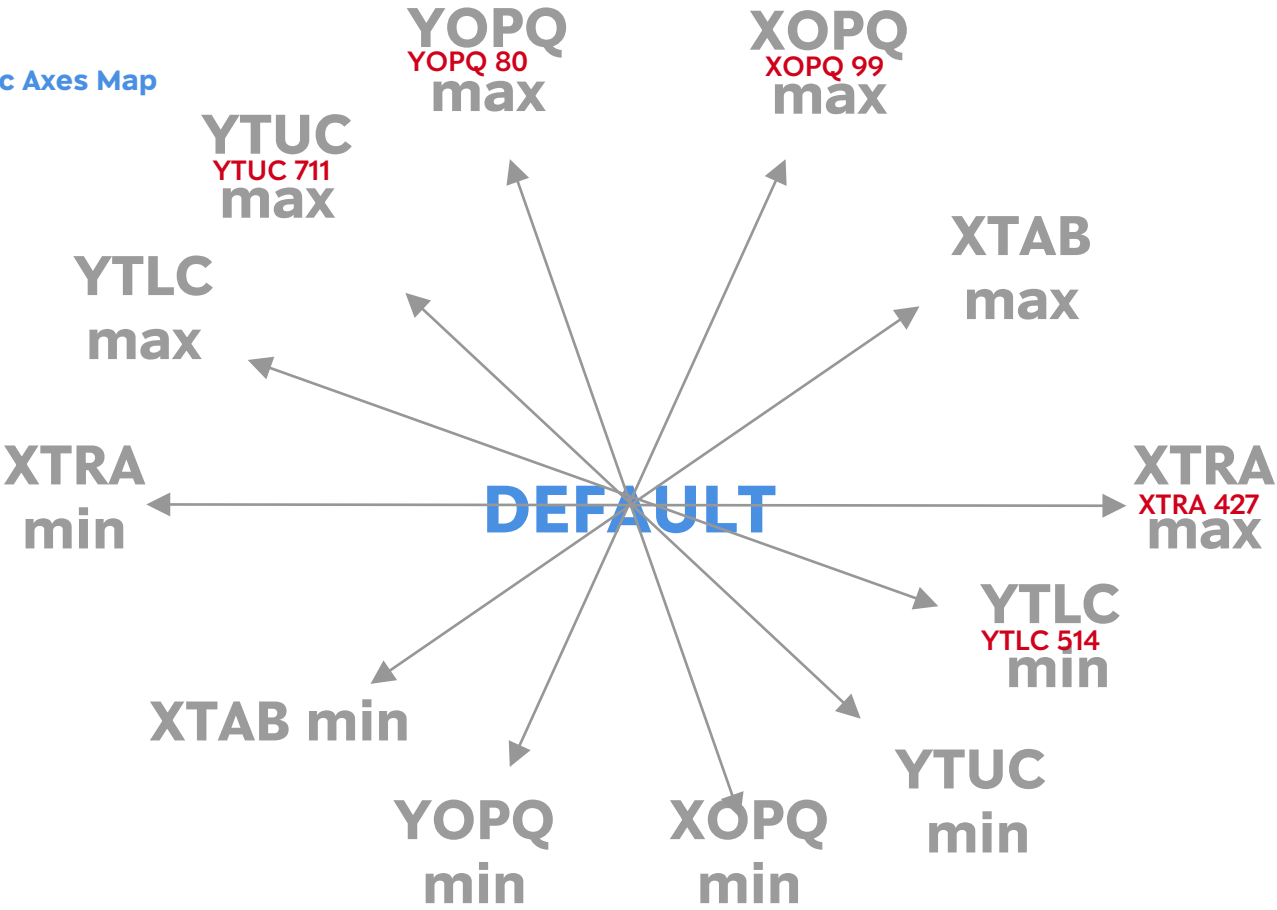 YOPQ
YOPQ 80
max
XOPQ
XOPQ 99
max
c Axes Map
YTUC
YTUC 711
max
XTAB
max
YTLC
max
XTRA
min
DEFAULT
XTRA
XTRA 427
max
YTLC
YTLC 514
min
XTAB min
YTUC
min
YOPQ
min
XOPQ
min